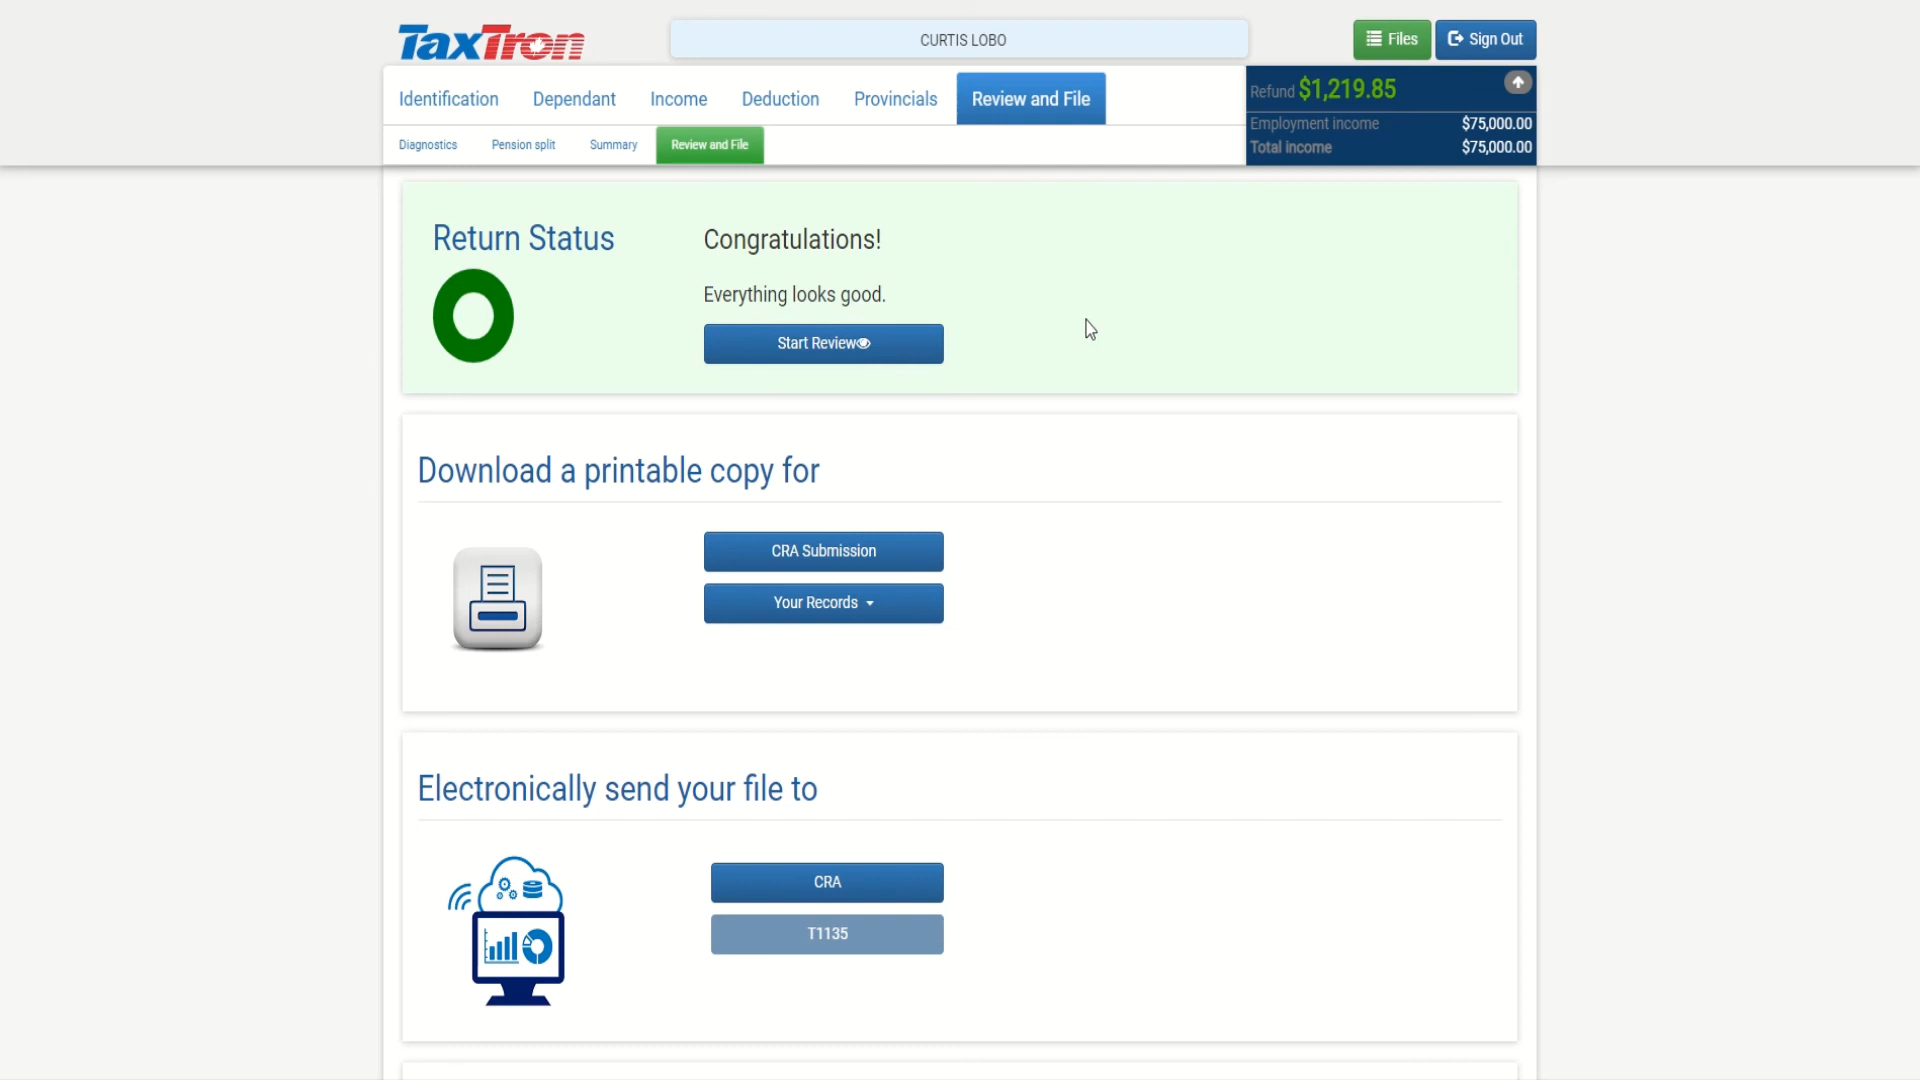 TaxTron
CURTIS LOBO
Files
Sign Out
Identification
Dependant
Income
Deduction
Provincials
Review and File
Refund $1,219.85
Employment income $75,000.00
Total income $75,000.00
Diagnostics
Pension split
Summary
Review and File
Return Status
Congratulations!
Everything looks good.
Start Review
Download a printable copy for
CRA Submission
Your Records
Electronically send your file to
CRA
T1135